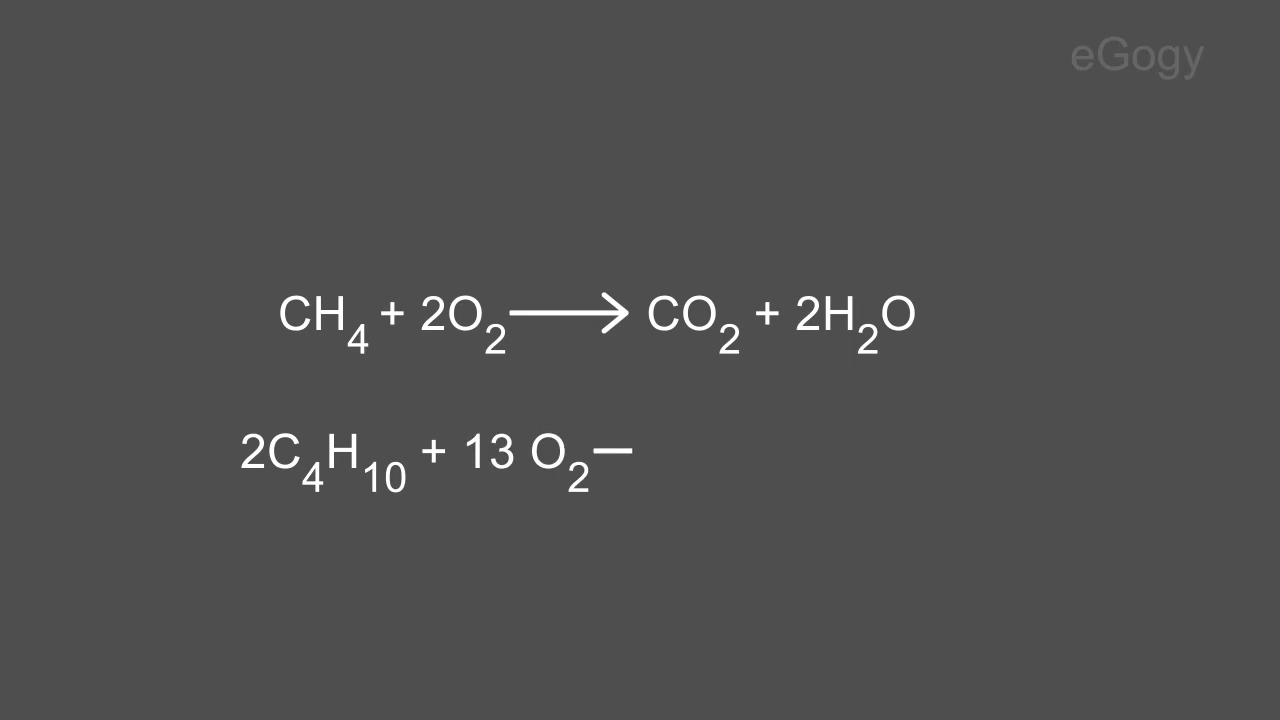 eGogy
CH₄ + 2O₂ ⟶ CO₂ + 2H₂O
2C₄H₁₀ + 13 O₂ —